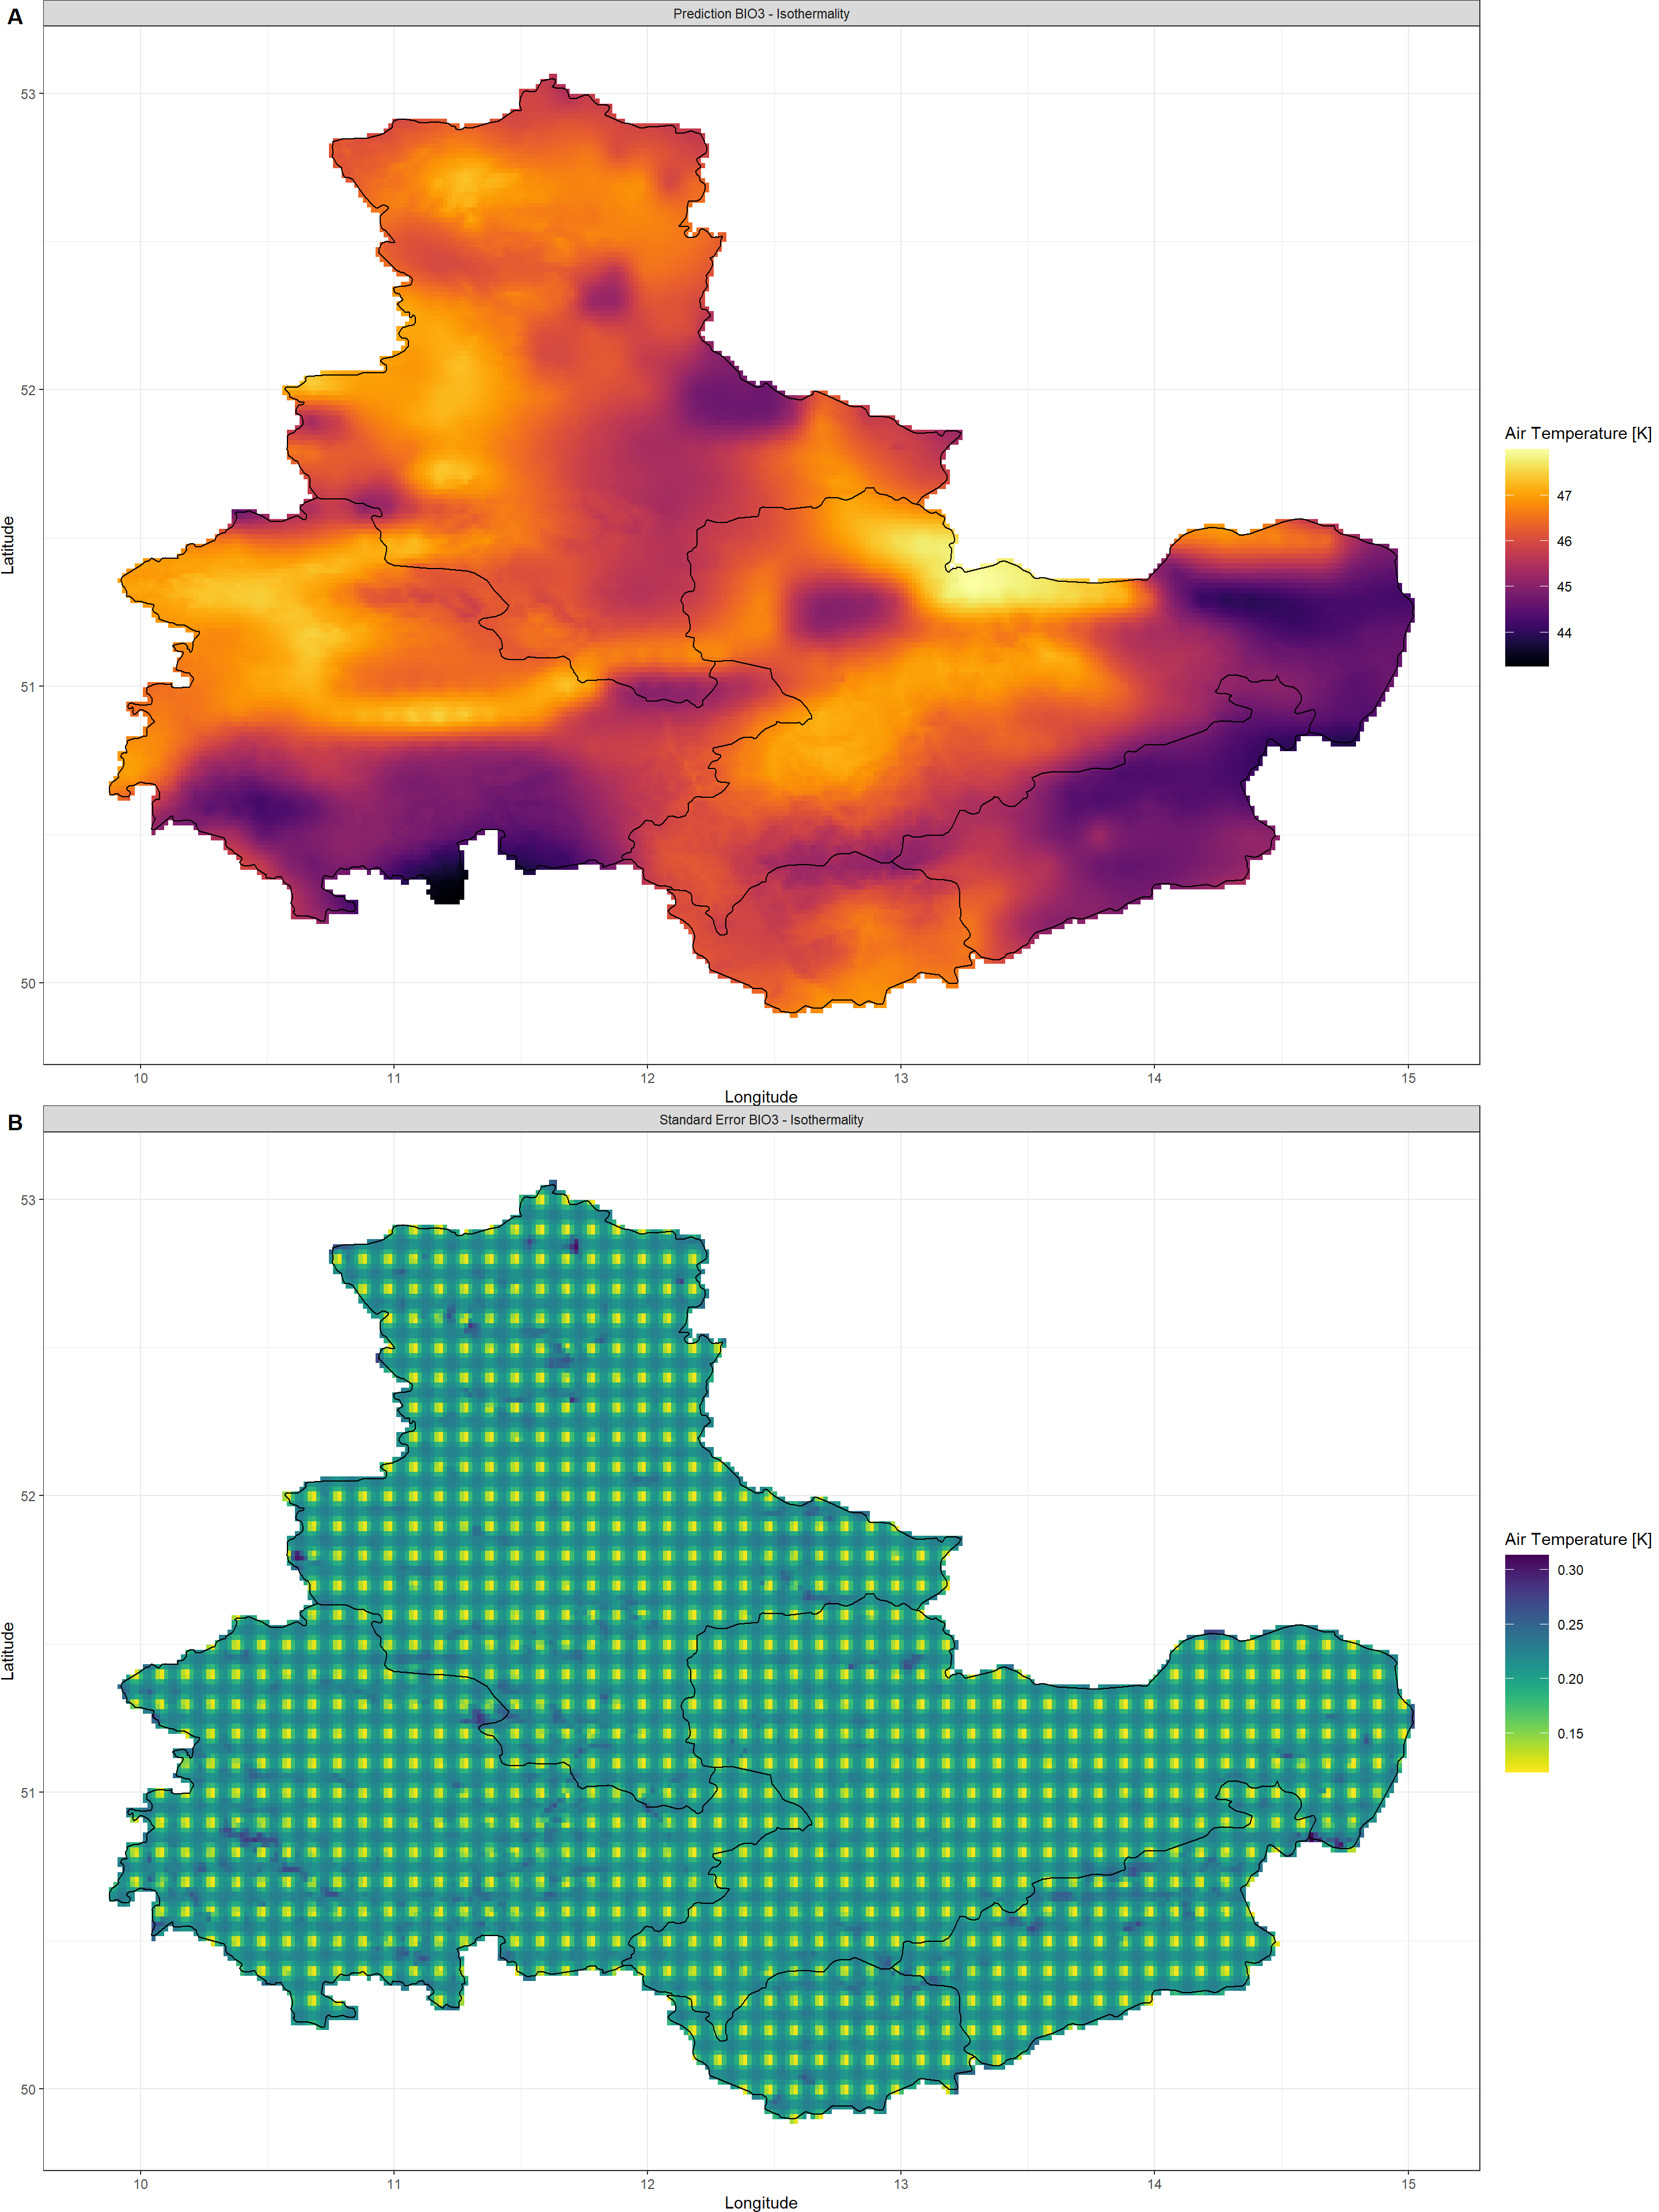 A
Prediction BIO3 - Isothermality
53
52
51
50
Latitude
10 11 12 13 14 15
Longitude
Air Temperature [K]
47
46
45
44
B
Standard Error BIO3 - Isothermality
53
52
51
50
Latitude
10 11 12 13 14 15
Longitude
Air Temperature [K]
0.30
0.25
0.20
0.15